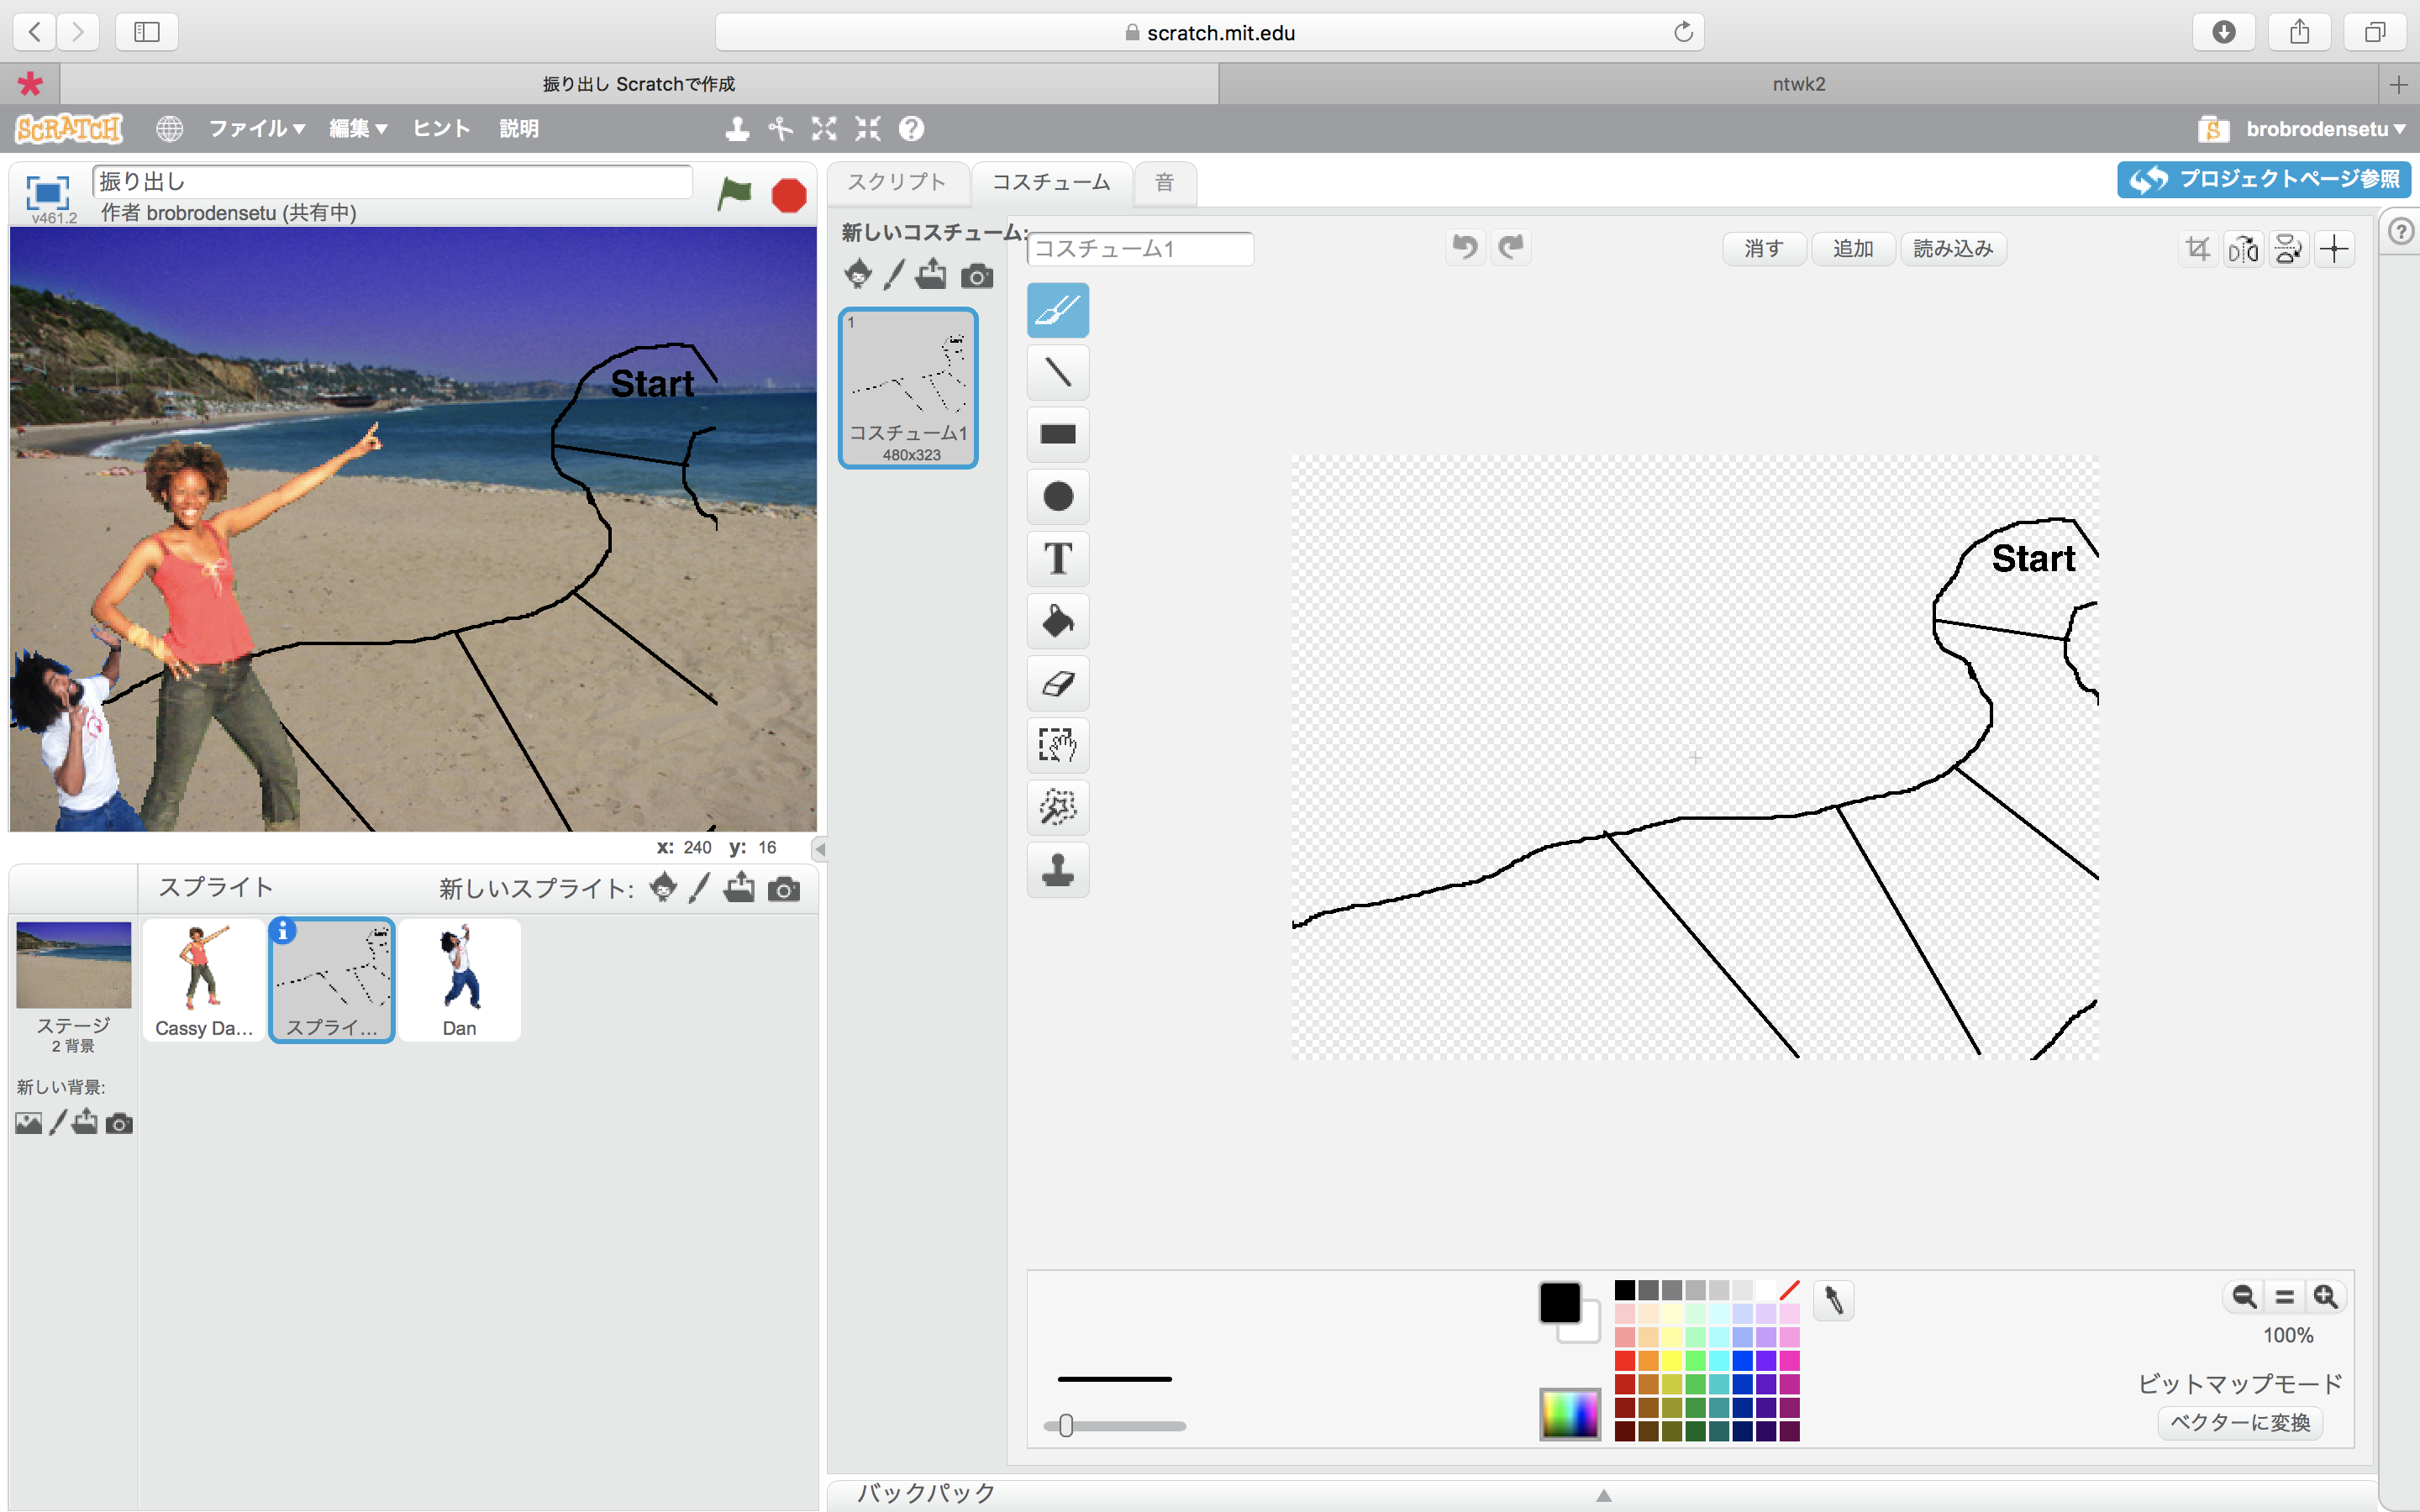 scratch.mit.edu
振り出し Scratchで作成
ntwk2
SCRATCH
ファイル▼
編集▼
ヒント
説明
brobrodensetu▼
振り出し
v461.2
作者 brobrodensetu (共有中)
スクリプト
コスチューム
音
プロジェクトページ参照
新しいコスチューム:
コスチューム1
消す
追加
読み込み
1
コスチューム1
480x323
Start
Start
T
x: 240 y: 16
スプライト
新しいスプライト:
ステージ
2 背景
新しい背景:
Cassy Da...
スプライ...
Dan
100%
ビットマップモード
ベクターに変換
バックパック